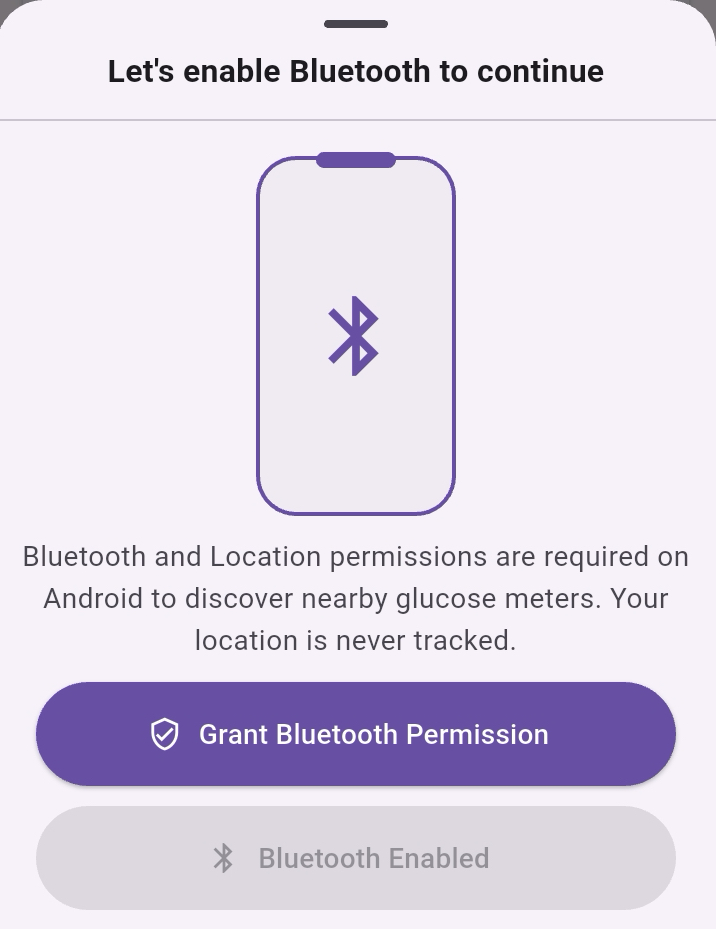 Let's enable Bluetooth to continue
Bluetooth and Location permissions are required on
Android to discover nearby glucose meters. Your
location is never tracked.
Grant Bluetooth Permission
Bluetooth Enabled